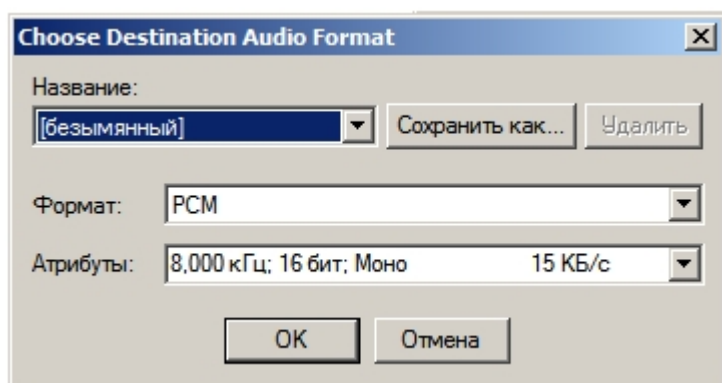 Choose Destination Audio Format
Название:
[безымянный] Сохранить как... Удалить
Формат: PCM
Атрибуты: 8,000 кГц; 16 бит; Моно 15 КБ/с
OK Отмена